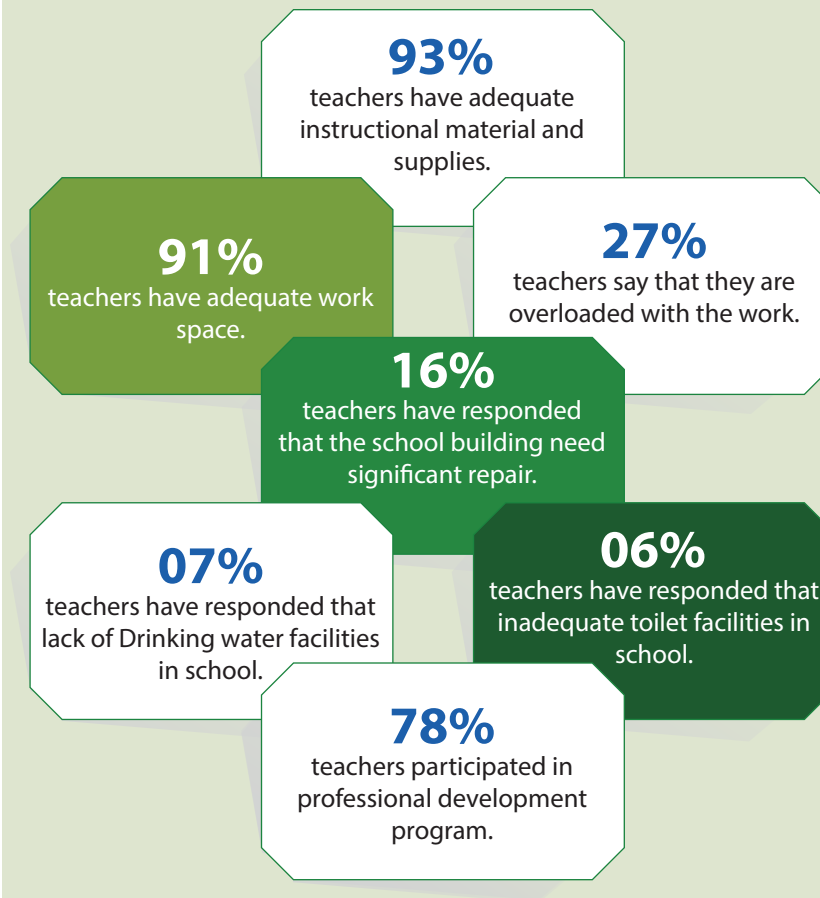 93%
teachers have adequate
instructional material and
supplies.
91%
teachers have adequate work
space.
27%
teachers say that they are
overloaded with the work.
16%
teachers have responded
that the school building need
significant repair.
07%
teachers have responded that
lack of Drinking water facilities
in school.
06%
teachers have responded that
inadequate toilet facilities in
school.
78%
teachers participated in
professional development
program.